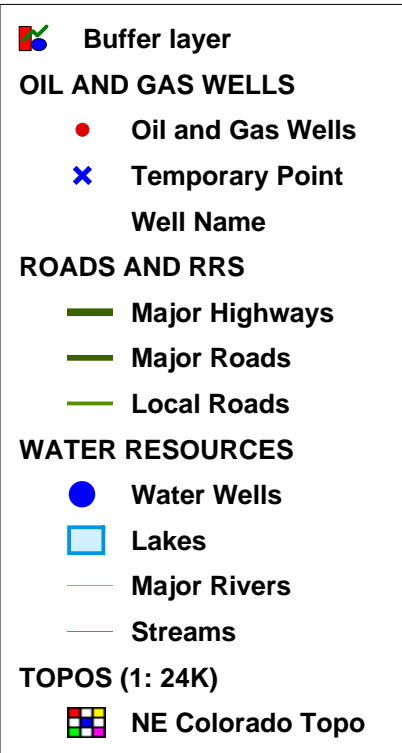 Buffer layer
OIL AND GAS WELLS
Oil and Gas Wells
Temporary Point
Well Name
ROADS AND RRS
Major Highways
Major Roads
Local Roads
WATER RESOURCES
Water Wells
Lakes
Major Rivers
Streams
TOPOS (1: 24K)
NE Colorado Topo